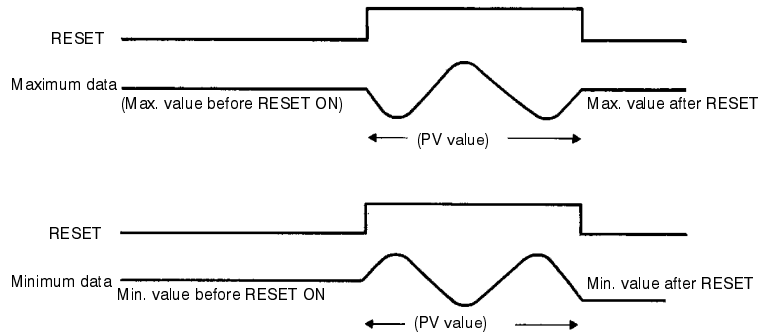 RESET
Maximum data
(Max. value before RESET ON)
Max. value after RESET
(PV value)
RESET
Minimum data
Min. value before RESET ON
Min. value after RESET
(PV value)